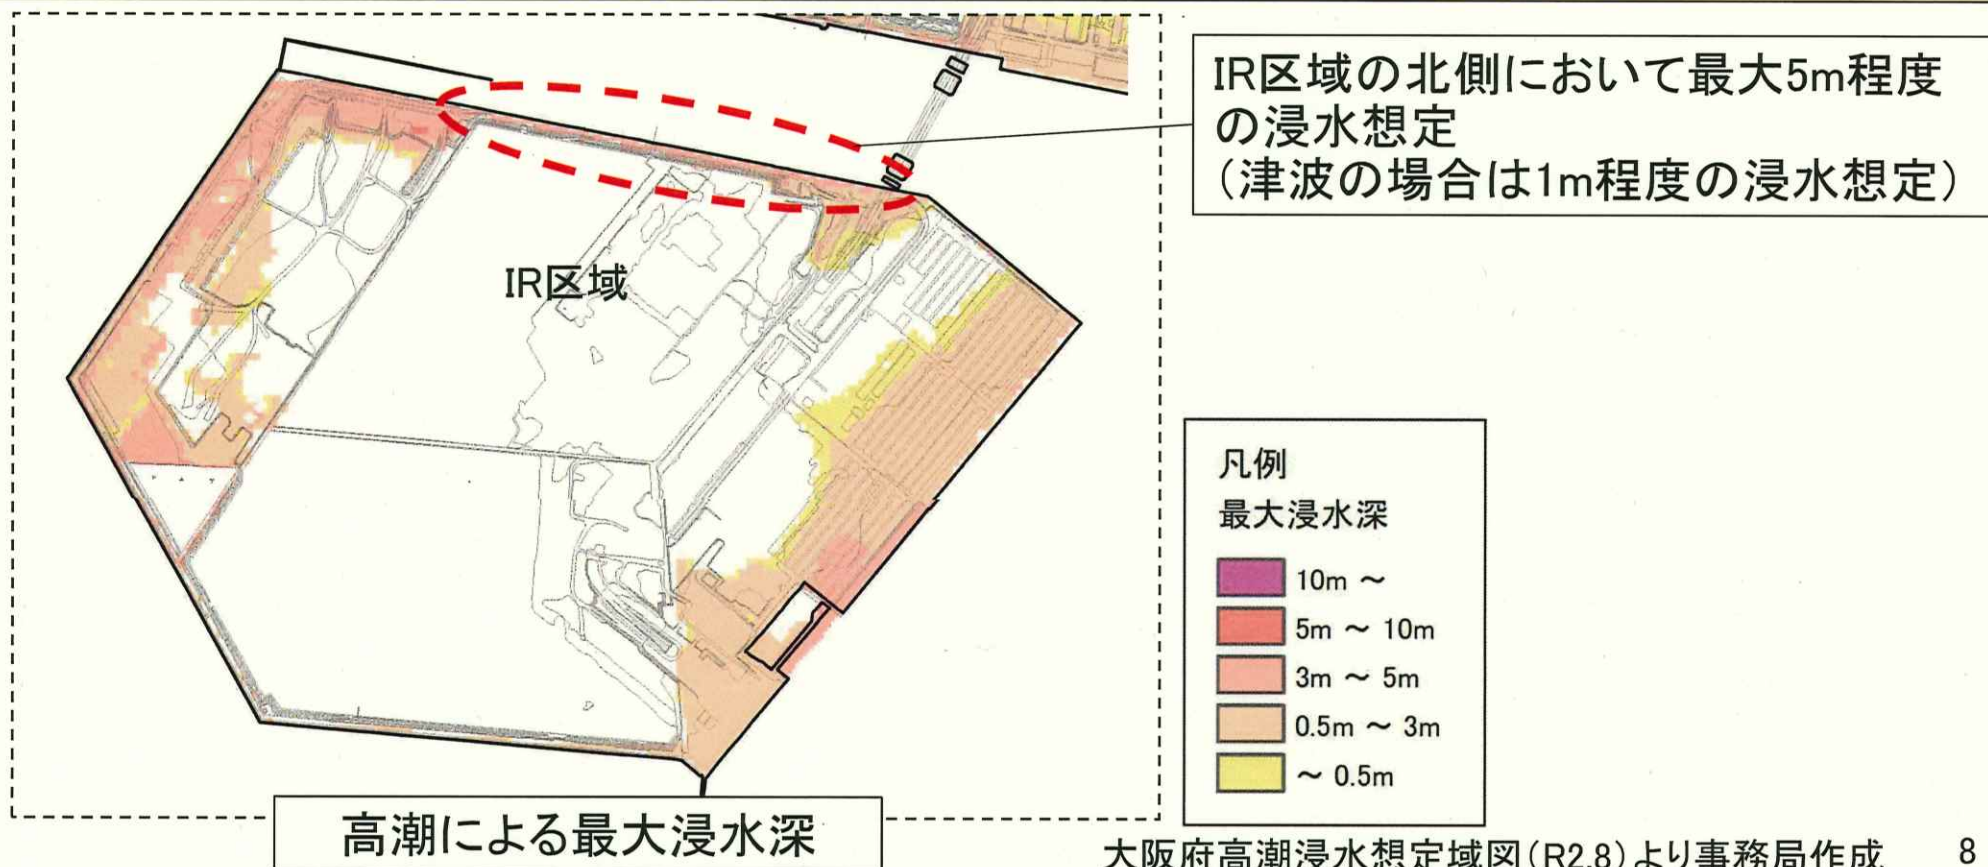 IR区域の北側において最大5m程度
の浸水想定
（津波の場合は1m程度の浸水想定）
IR区域
凡例
最大浸水深
10m ～
5m ～ 10m
3m ～ 5m
0.5m ～ 3m
～ 0.5m
高潮による最大浸水深
大阪府高潮浸水想定域図（R2.8）より事務局作成
8